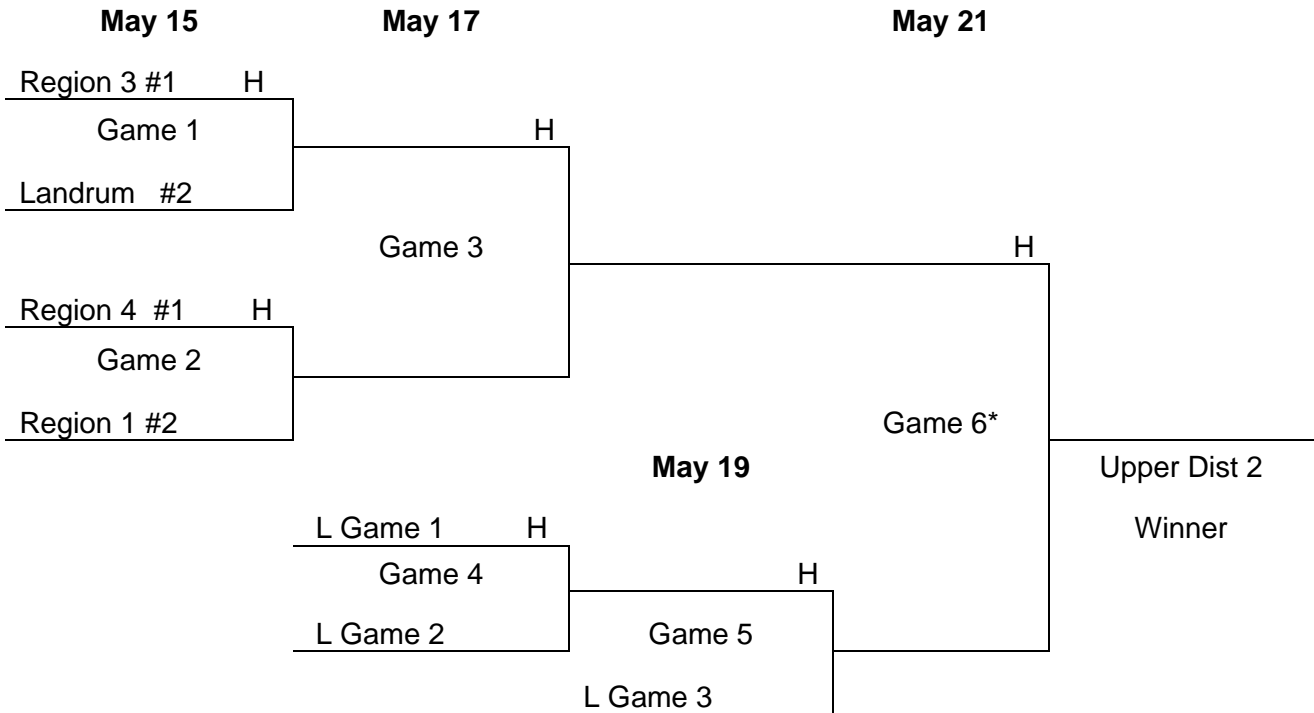 May 15 May 17 May 21
Region 3 #1 H
Game 1 H
Landrum #2
Game 3 H
Region 4 #1 H
Game 2
Region 1 #2 Game 6*
May 19 Upper Dist 2
L Game 1 H Winner
Game 4 H
L Game 2 Game 5
L Game 3